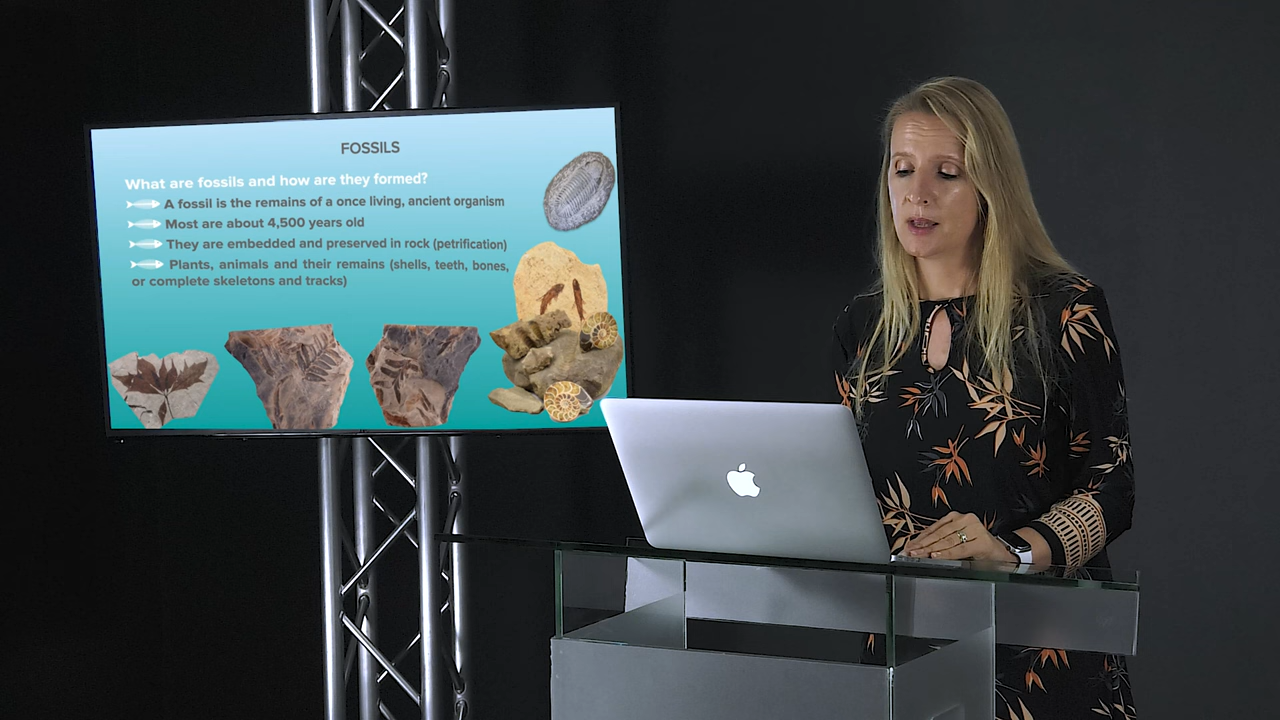 FOSSILS
What are fossils and how are they formed?
A fossil is the remains of a once living, ancient organism
Most are about 4,500 years old
They are embedded and preserved in rock (petrification)
Plants, animals and their remains (shells, teeth, bones,
or complete skeletons and tracks)